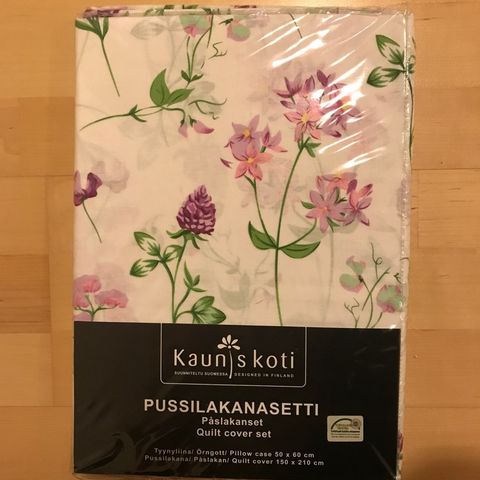 Kaunis koti
SUUNNITELTU SUOMESSA DESIGNED IN FINLAND
PUSSILAKANASETTI
Påslakanset
Quilt cover set
Tyynyliina/ Örngott/ Pillow case 50 x 60 cm
Pussilakana/ Påslakan/ Quilt cover 150 x 210 cm